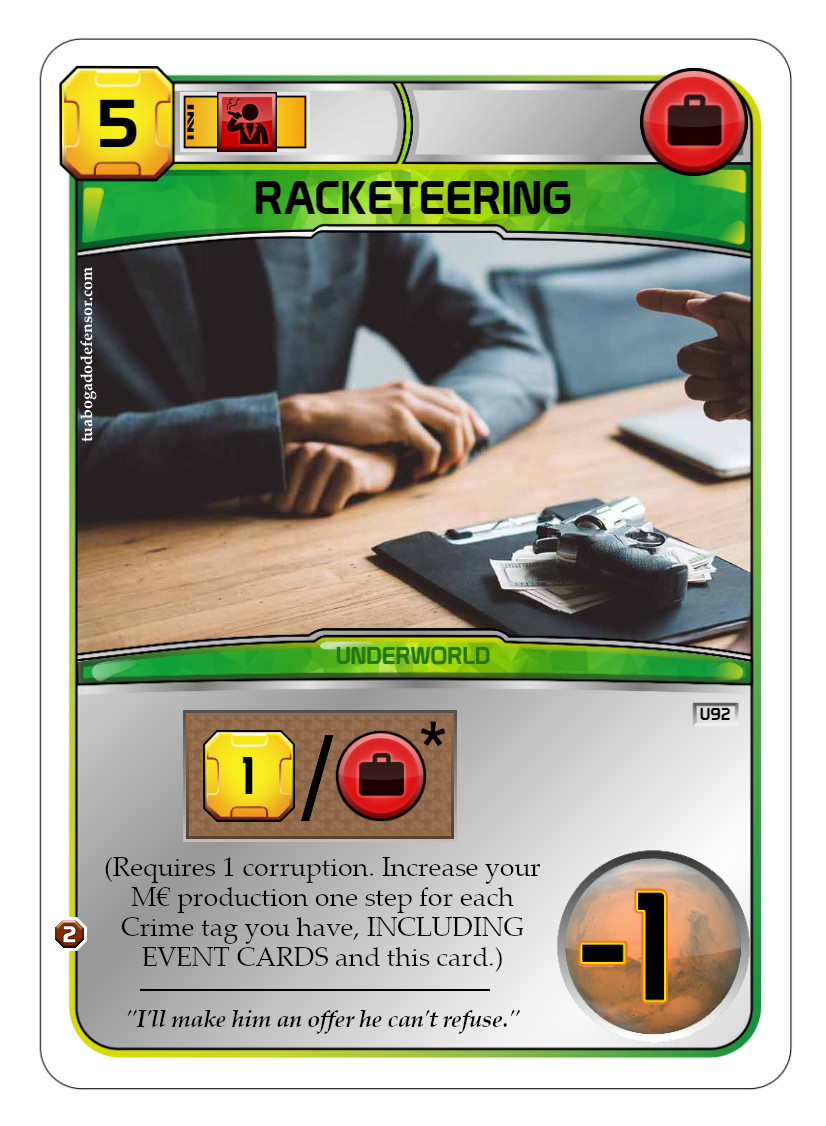 5
RACKETEERING
tuabogadodefensor.com
UNDERWORLD
U92
1 / *
(Requires 1 corruption. Increase your
M€ production one step for each
Crime tag you have, INCLUDING
EVENT CARDS and this card.)
2
-1
"I'll make him an offer he can't refuse."